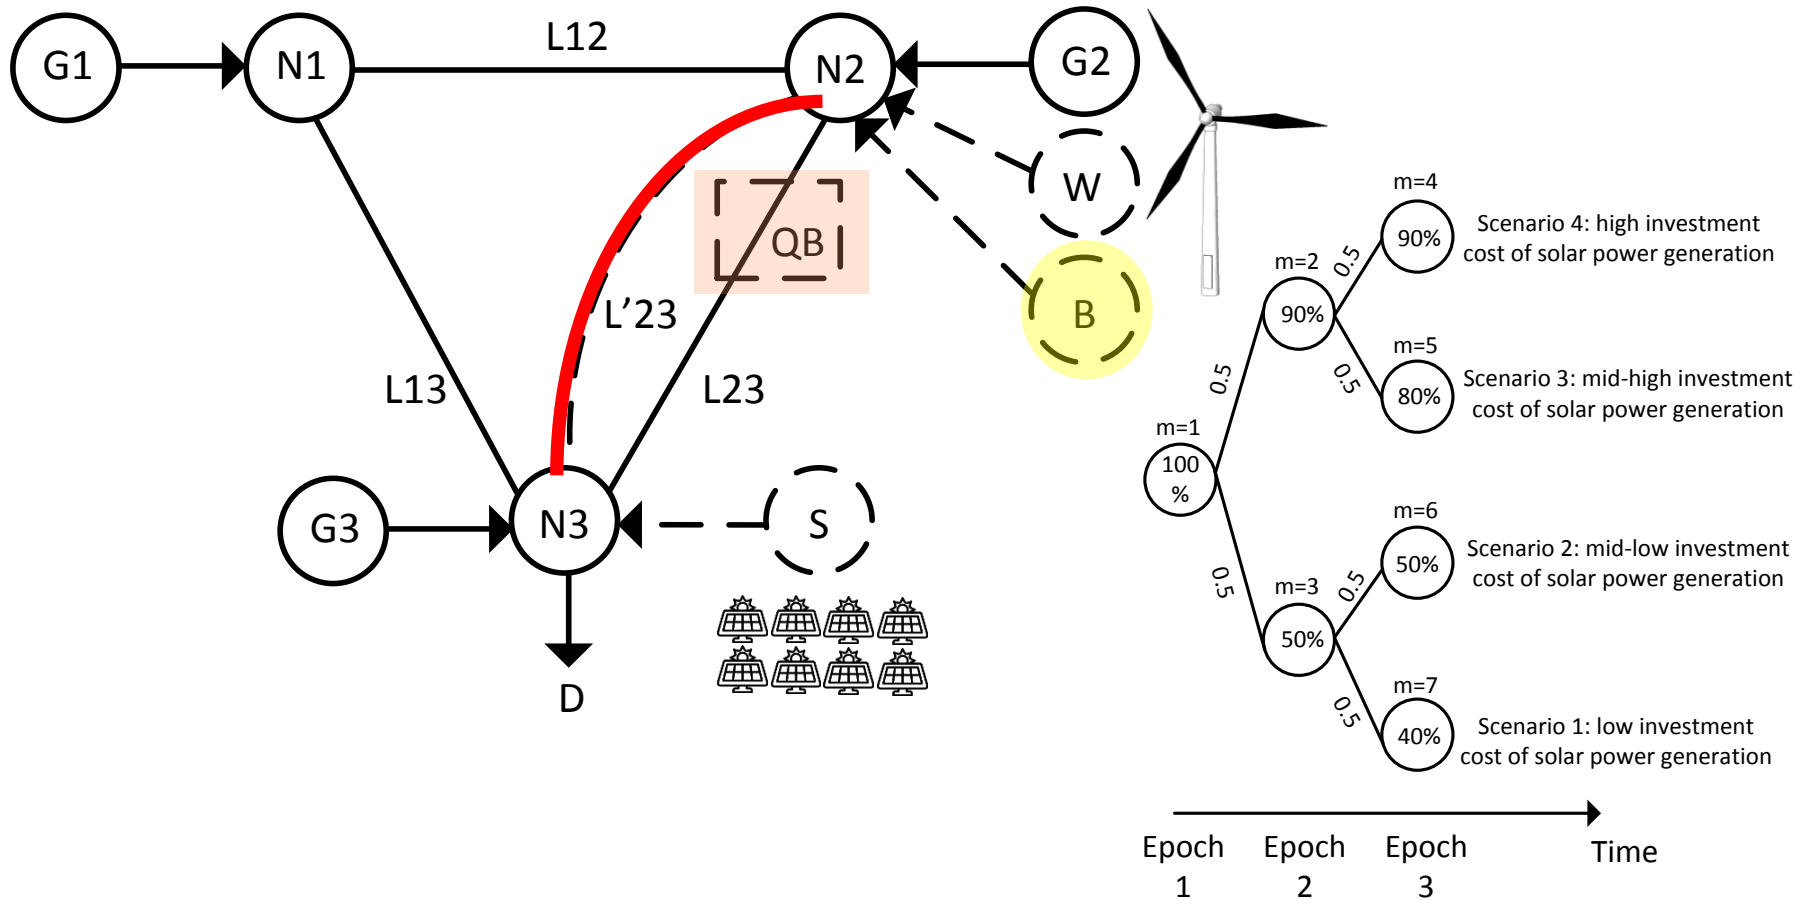 G1
N1
L12
N2
G2
W
QB
B
L’23
L13
L23
G3
N3
S
D
m=4
90%
Scenario 4: high investment
cost of solar power generation
0.5
m=2
90%
0.5
m=5
80%
Scenario 3: mid-high investment
cost of solar power generation
0.5
m=1
100
%
0.5
m=6
50%
Scenario 2: mid-low investment
cost of solar power generation
0.5
m=3
50%
0.5
m=7
40%
Scenario 1: low investment
cost of solar power generation
Epoch
1
Epoch
2
Epoch
3
Time